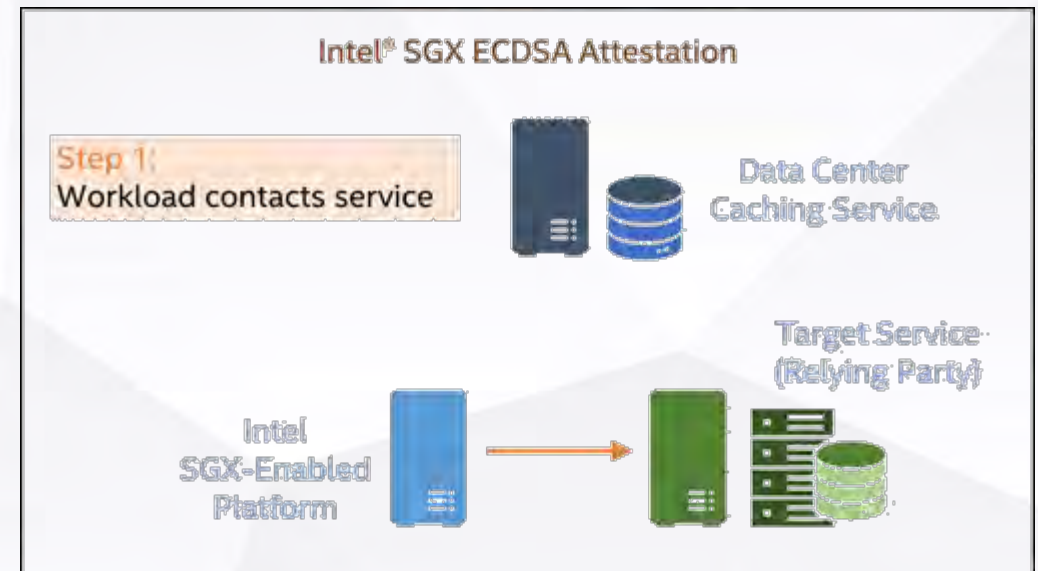 Intel® SGX ECDSA Attestation
Step 1:
Workload contacts service
Data Center
Caching Service
Target Service
(Relying Party)
Intel
SGX-Enabled
Platform